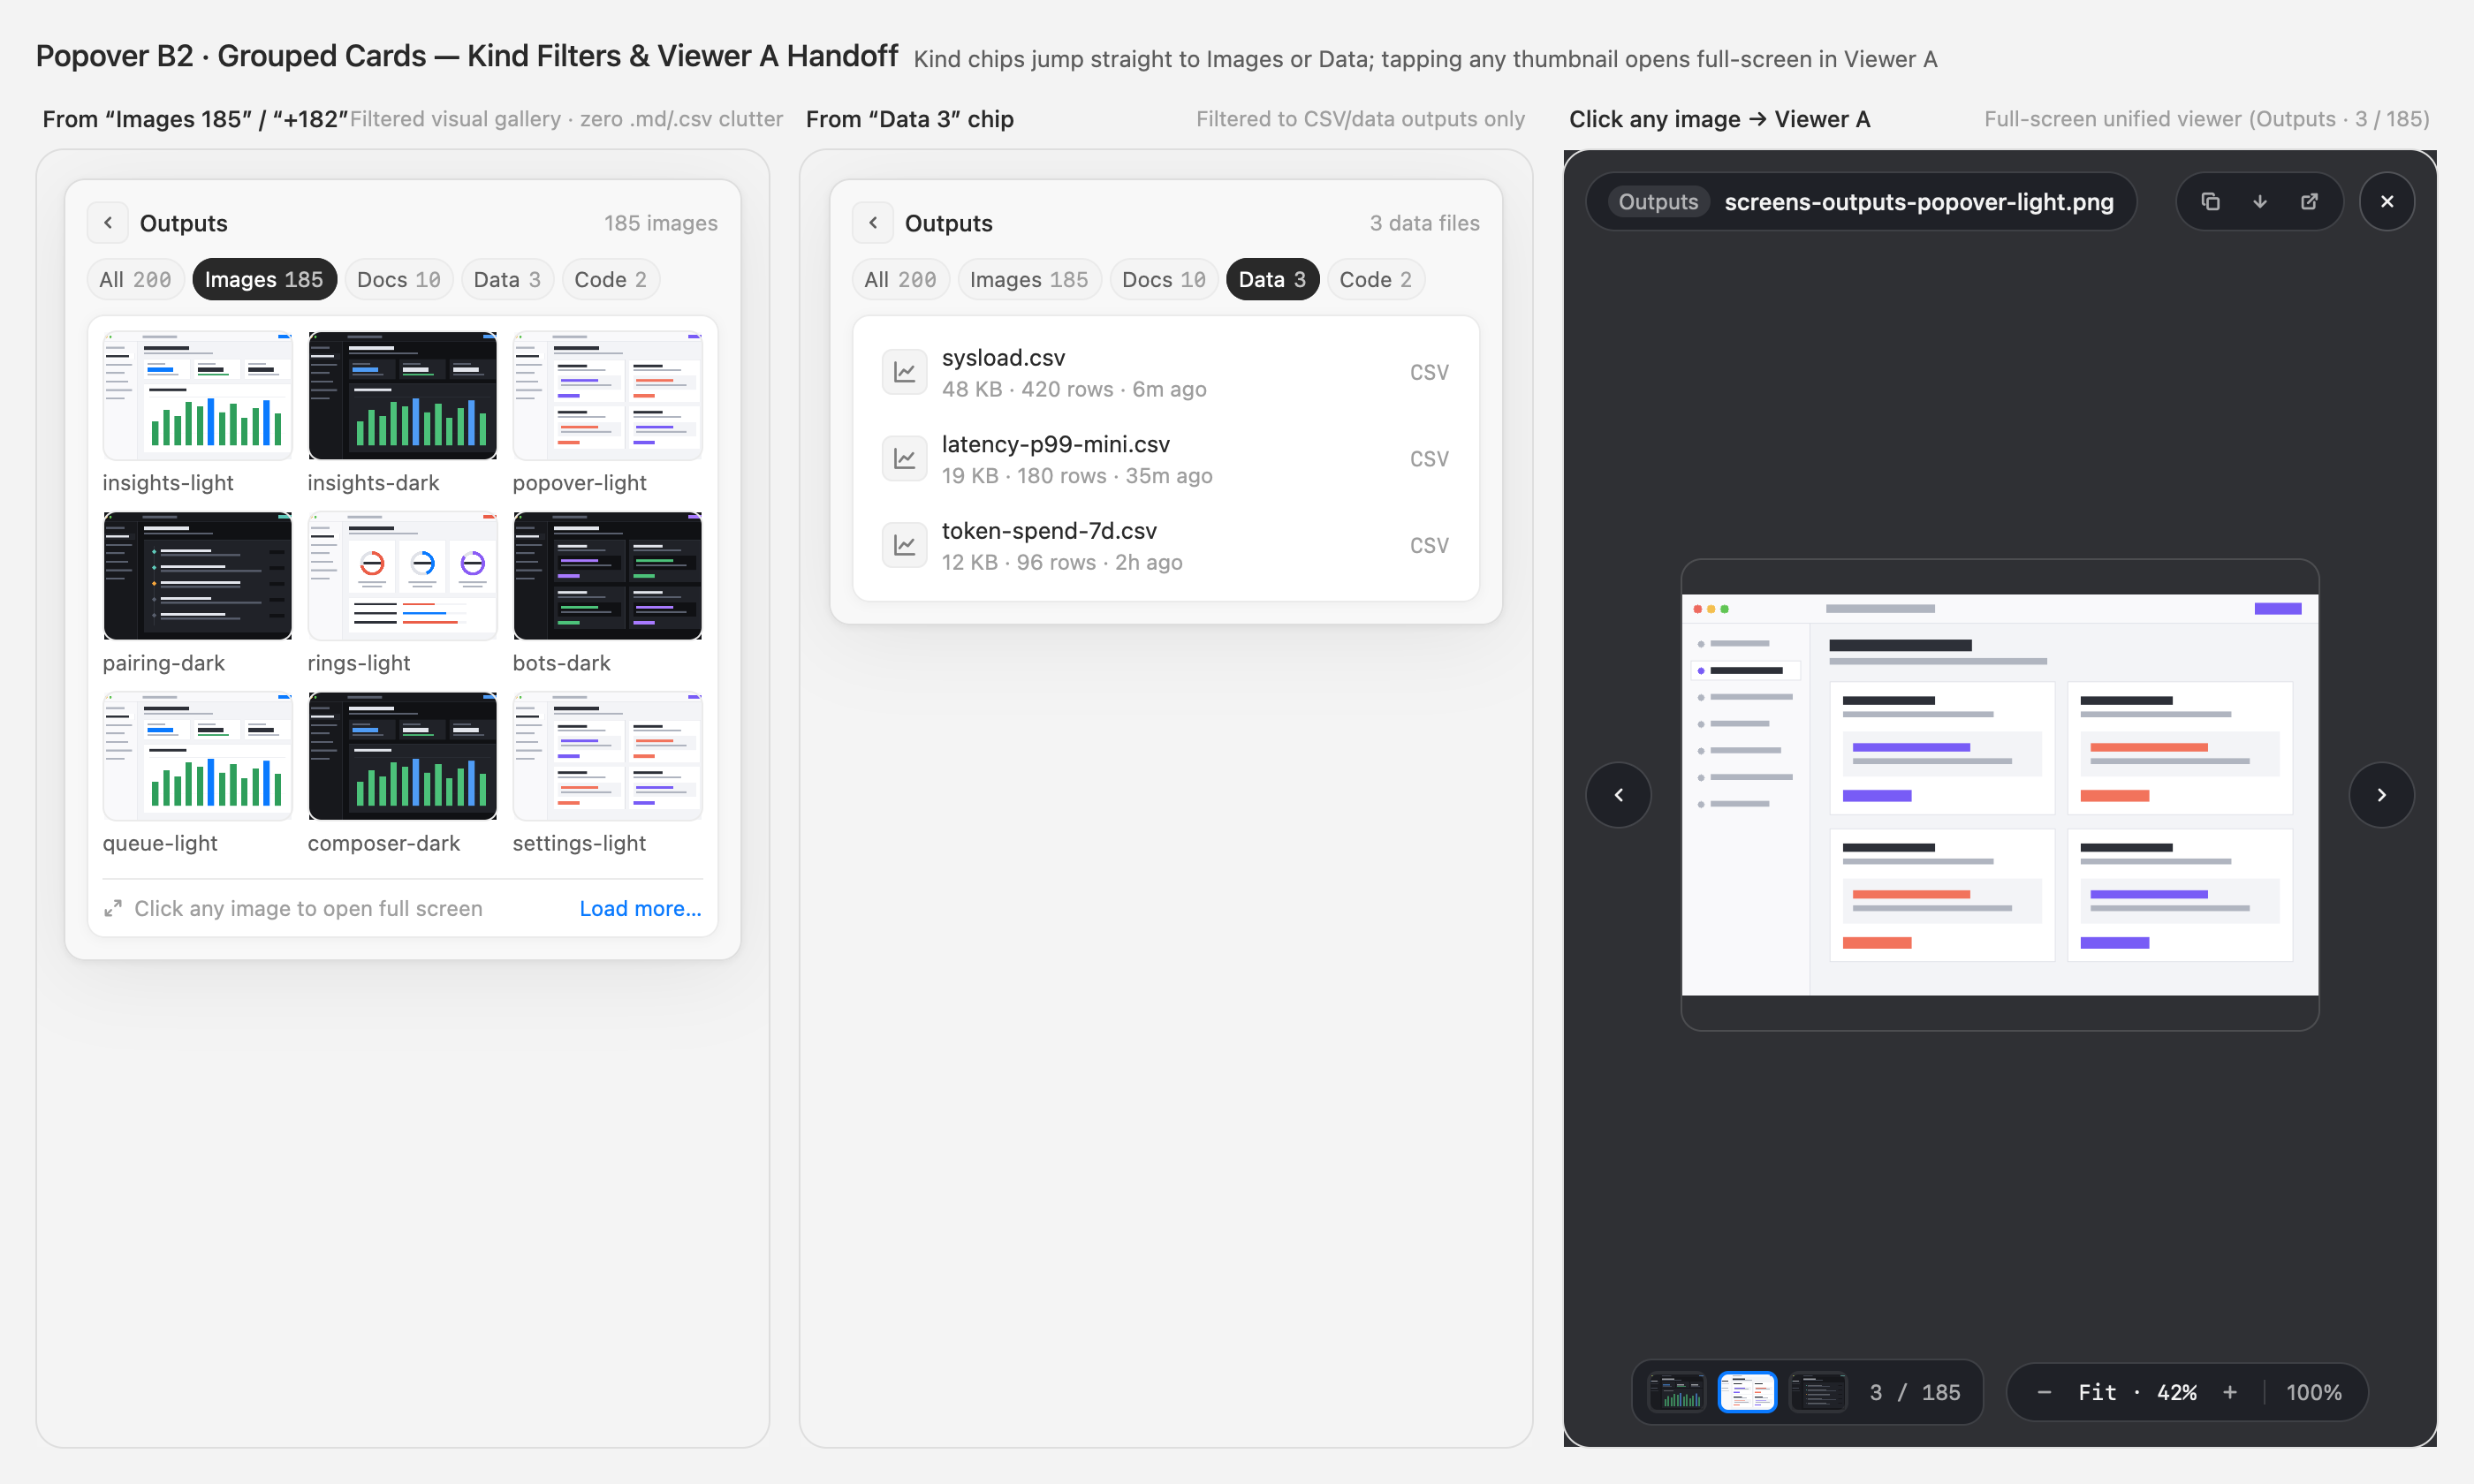 Popover B2 · Grouped Cards — Kind Filters & Viewer A Handoff Kind chips jump straight to Images or Data; tapping any thumbnail opens full-screen in Viewer A
From “Images 185” / “+182” Filtered visual gallery · zero .md/.csv clutter
Outputs 185 images
All 200 Images 185 Docs 10 Data 3 Code 2
insights-light insights-dark popover-light
pairing-dark rings-light bots-dark
queue-light composer-dark settings-light
Click any image to open full screen Load more...
From “Data 3” chip Filtered to CSV/data outputs only
Outputs 3 data files
All 200 Images 185 Docs 10 Data 3 Code 2
sysload.csv
48 KB · 420 rows · 6m ago CSV
latency-p99-mini.csv
19 KB · 180 rows · 35m ago CSV
token-spend-7d.csv
12 KB · 96 rows · 2h ago CSV
Click any image → Viewer A Full-screen unified viewer (Outputs · 3 / 185)
Outputs screens-outputs-popover-light.png
3 / 185 − Fit · 42% + 100%